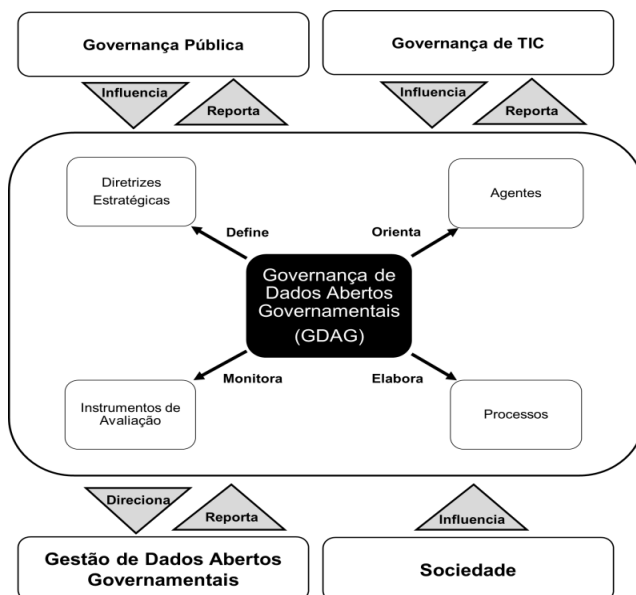 Governança Pública
Governança de TIC
Influencia
Reporta
Influencia
Reporta
Diretrizes
Estratégicas
Agentes
Define
Orienta
Governança de
Dados Abertos
Governamentais
(GDAG)
Monitora
Elabora
Instrumentos de
Avaliação
Processos
Direciona
Reporta
Influencia
Gestão de Dados Abertos
Governamentais
Sociedade